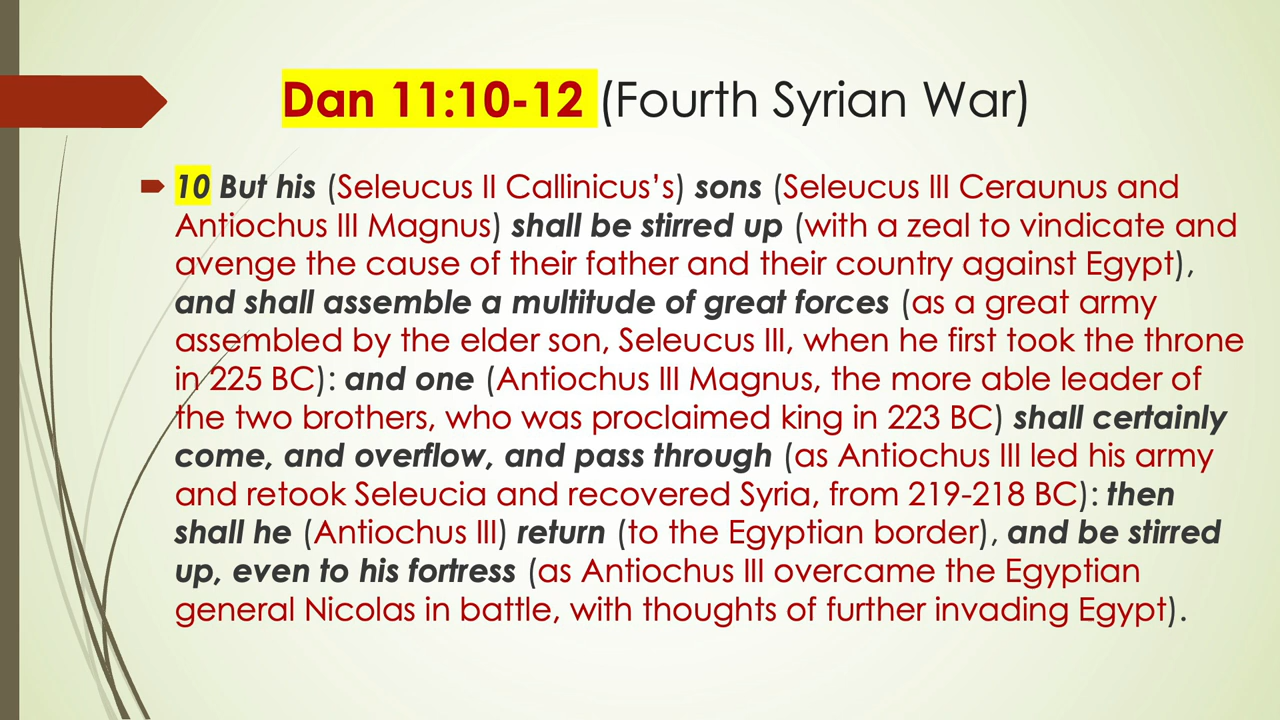 Dan 11:10-12 (Fourth Syrian War)
10 But his (Seleucus II Callinicus’s) sons (Seleucus III Ceraunus and
Antiochus III Magnus) shall be stirred up (with a zeal to vindicate and
avenge the cause of their father and their country against Egypt),
and shall assemble a multitude of great forces (as a great army
assembled by the elder son, Seleucus III, when he first took the throne
in 225 BC): and one (Antiochus III Magnus, the more able leader of
the two brothers, who was proclaimed king in 223 BC) shall certainly
come, and overflow, and pass through (as Antiochus III led his army
and retook Seleucia and recovered Syria, from 219-218 BC): then
shall he (Antiochus III) return (to the Egyptian border), and be stirred
up, even to his fortress (as Antiochus III overcame the Egyptian
general Nicolas in battle, with thoughts of further invading Egypt).